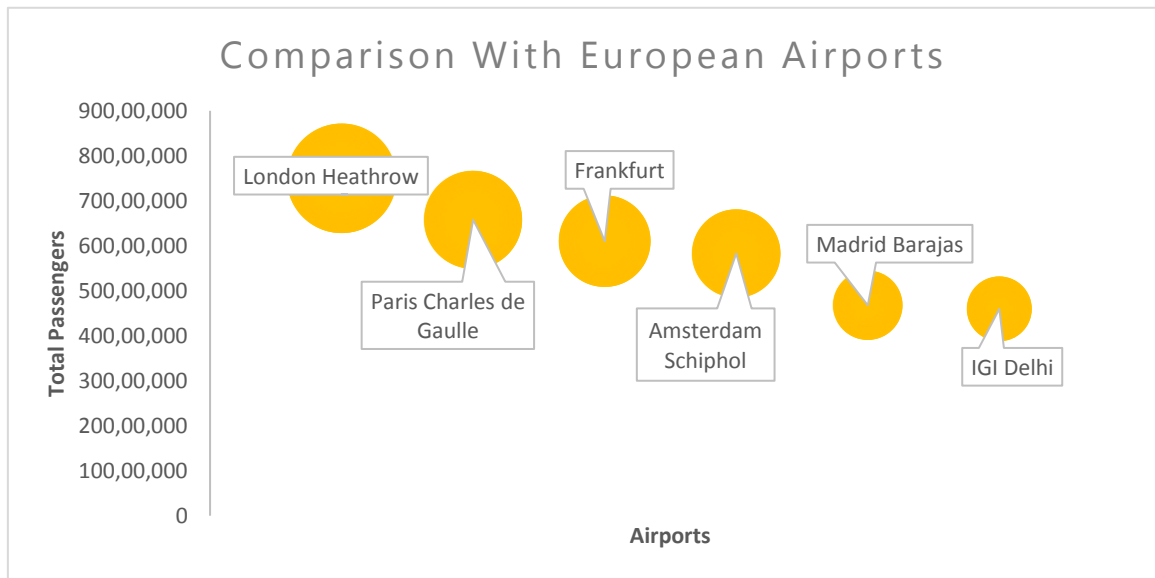 Comparison With European Airports
900,00,000
800,00,000
700,00,000
600,00,000
500,00,000
400,00,000
300,00,000
200,00,000
100,00,000
0
Total Passengers
London Heathrow
Paris Charles de
Gaulle
Frankfurt
Amsterdam
Schiphol
Madrid Barajas
IGI Delhi
Airports